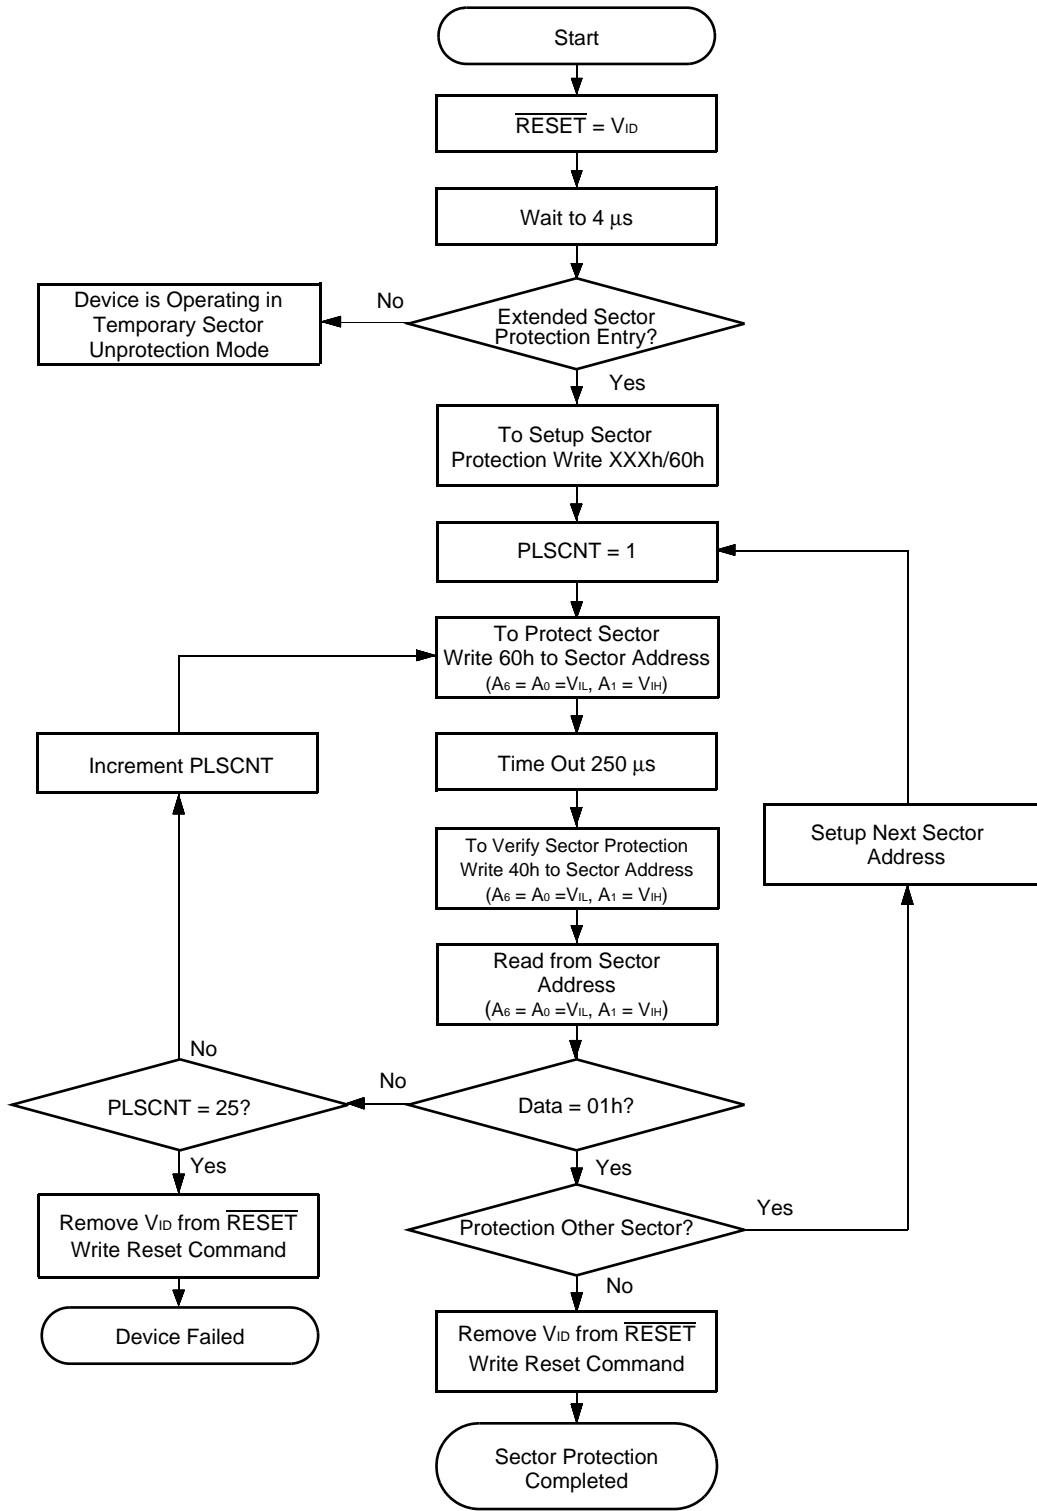 Start
RESET = VID
Wait to 4 μs
No
Device is Operating in
Temporary Sector
Unprotection Mode
Extended Sector
Protection Entry?
Yes
To Setup Sector
Protection Write XXXh/60h
PLSCNT = 1
To Protect Sector
Write 60h to Sector Address
(A6 = A0 =VIL, A1 = VIH)
Increment PLSCNT
Time Out 250 μs
Setup Next Sector
Address
To Verify Sector Protection
Write 40h to Sector Address
(A6 = A0 =VIL, A1 = VIH)
Read from Sector
Address
(A6 = A0 =VIL, A1 = VIH)
No
PLSCNT = 25?
No
Data = 01h?
Yes
Yes
Remove VID from RESET
Write Reset Command
Protection Other Sector?
Yes
No
Device Failed
Remove VID from RESET
Write Reset Command
Sector Protection
Completed